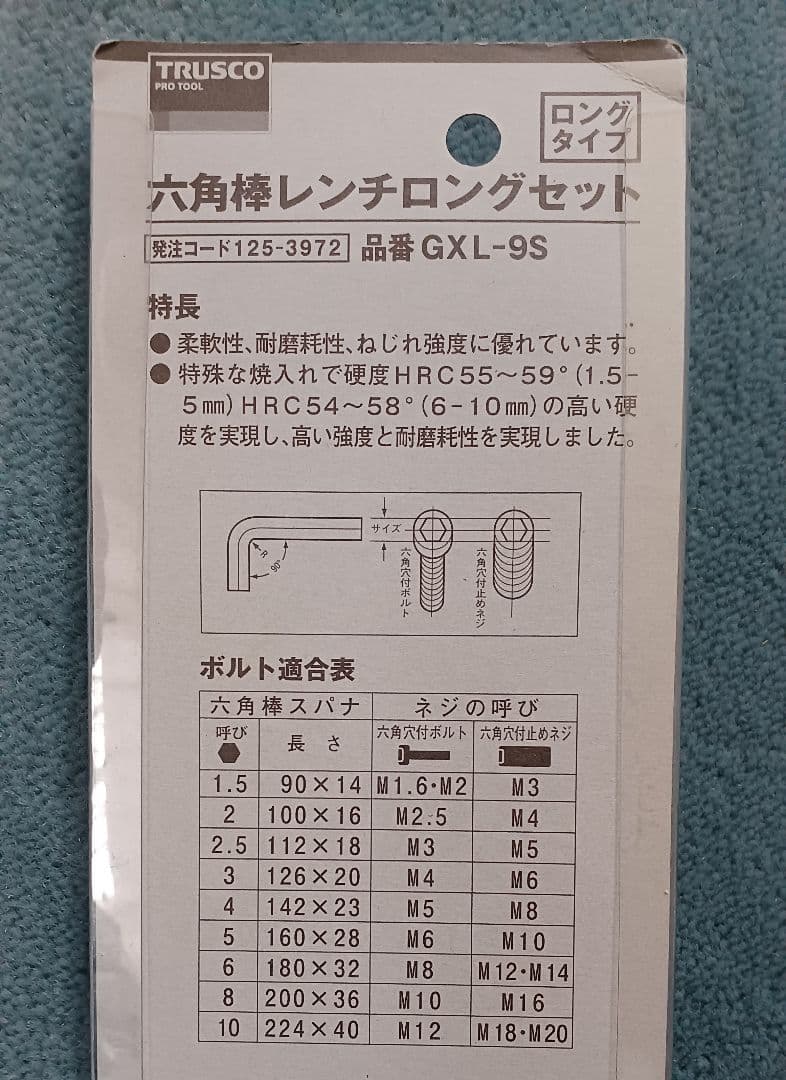 TRUSCO
PRO TOOL
ロング
タイプ
六角棒レンチロングセット
発注コード125-3972 品番GXL-9S
特長
● 柔軟性、耐磨耗性、ねじれ強度に優れています。
● 特殊な焼入れで硬度HRC55～59°(1.5-
5㎜)HRC54～58°(6-10㎜)の高い硬
度を実現し、高い強度と耐磨耗性を実現しました。
サイズ
R
90°
六角穴付ボルト
六角穴付止めネジ
ボルト適合表
六角棒スパナ ネジの呼び
呼び 長さ 六角穴付ボルト 六角穴付止めネジ
1.5 90×14 M1.6・M2 M3
2 100×16 M2.5 M4
2.5 112×18 M3 M5
3 126×20 M4 M6
4 142×23 M5 M8
5 160×28 M6 M10
6 180×32 M8 M12・M14
8 200×36 M10 M16
10 224×40 M12 M18・M20